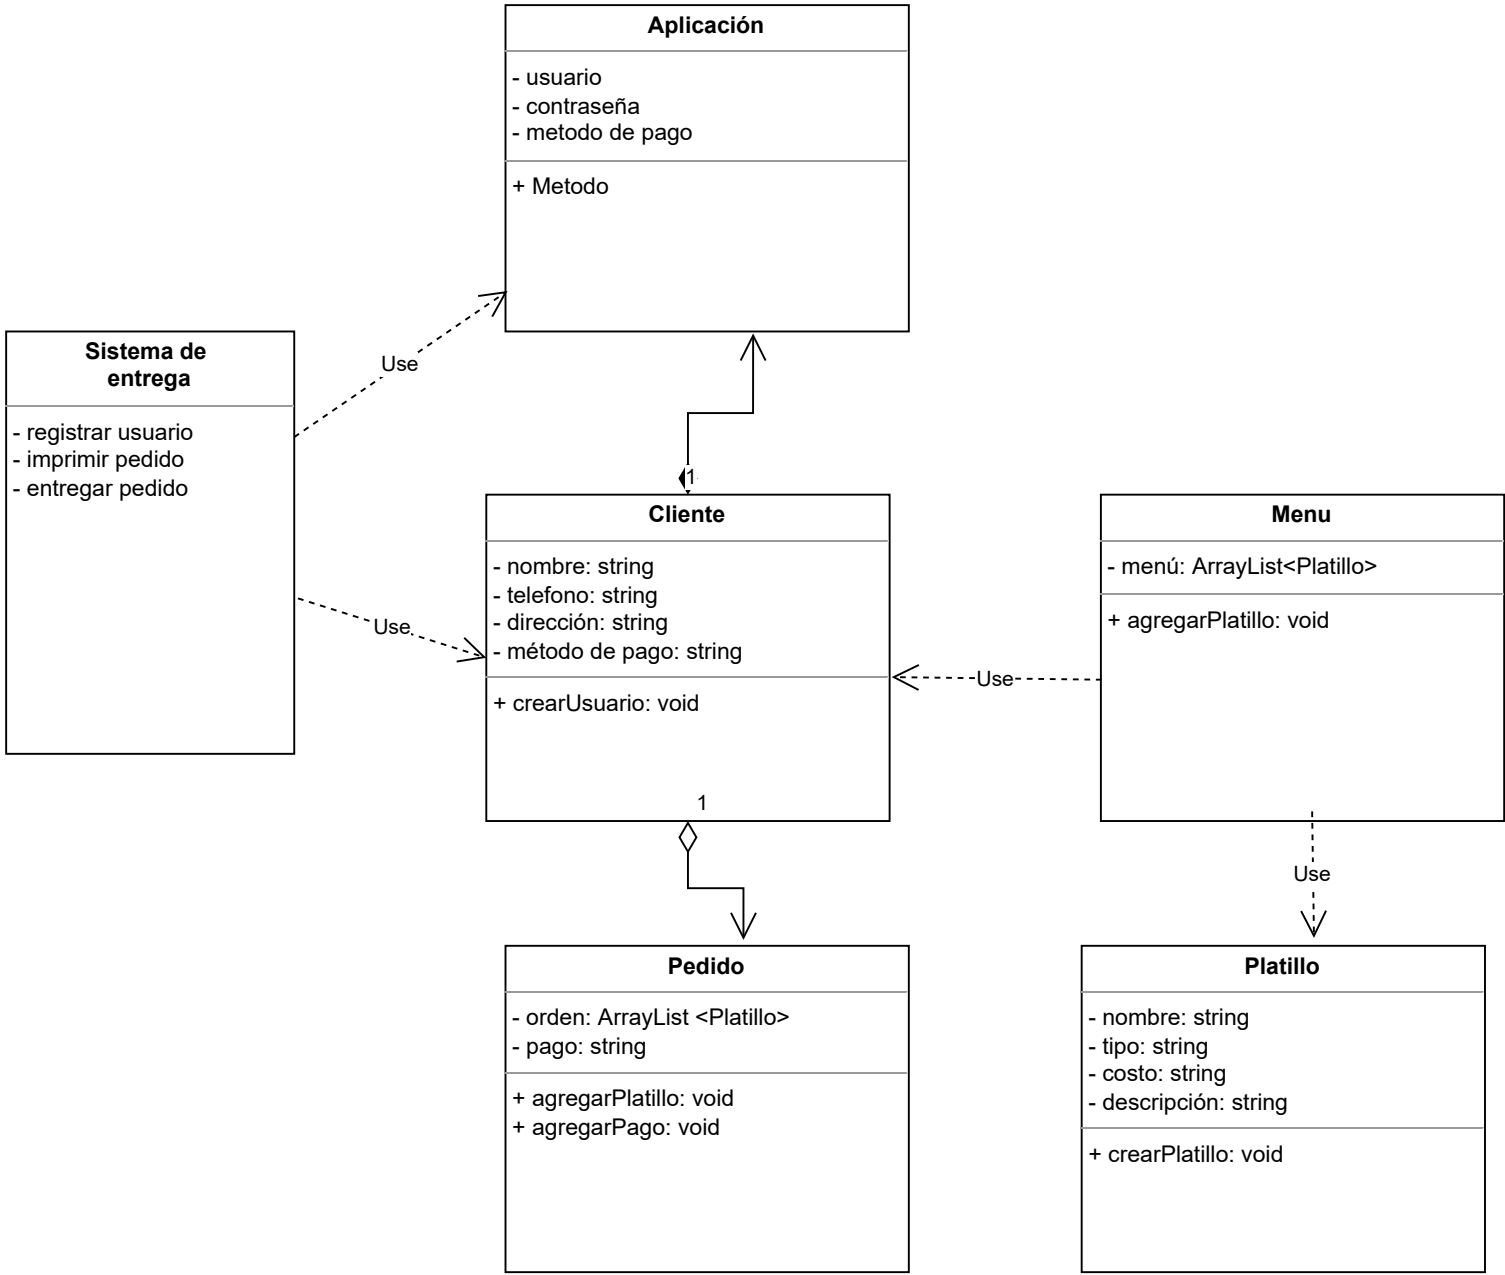 Aplicación
- usuario
- contraseña
- metodo de pago
+ Metodo
Use
Sistema de
entrega
- registrar usuario
- imprimir pedido
- entregar pedido
Use
1
Cliente
- nombre: string
- telefono: string
- dirección: string
- método de pago: string
+ crearUsuario: void
1
Use
Menu
- menú: ArrayList<Platillo>
+ agregarPlatillo: void
Use
Pedido
- orden: ArrayList <Platillo>
- pago: string
+ agregarPlatillo: void
+ agregarPago: void
Platillo
- nombre: string
- tipo: string
- costo: string
- descripción: string
+ crearPlatillo: void